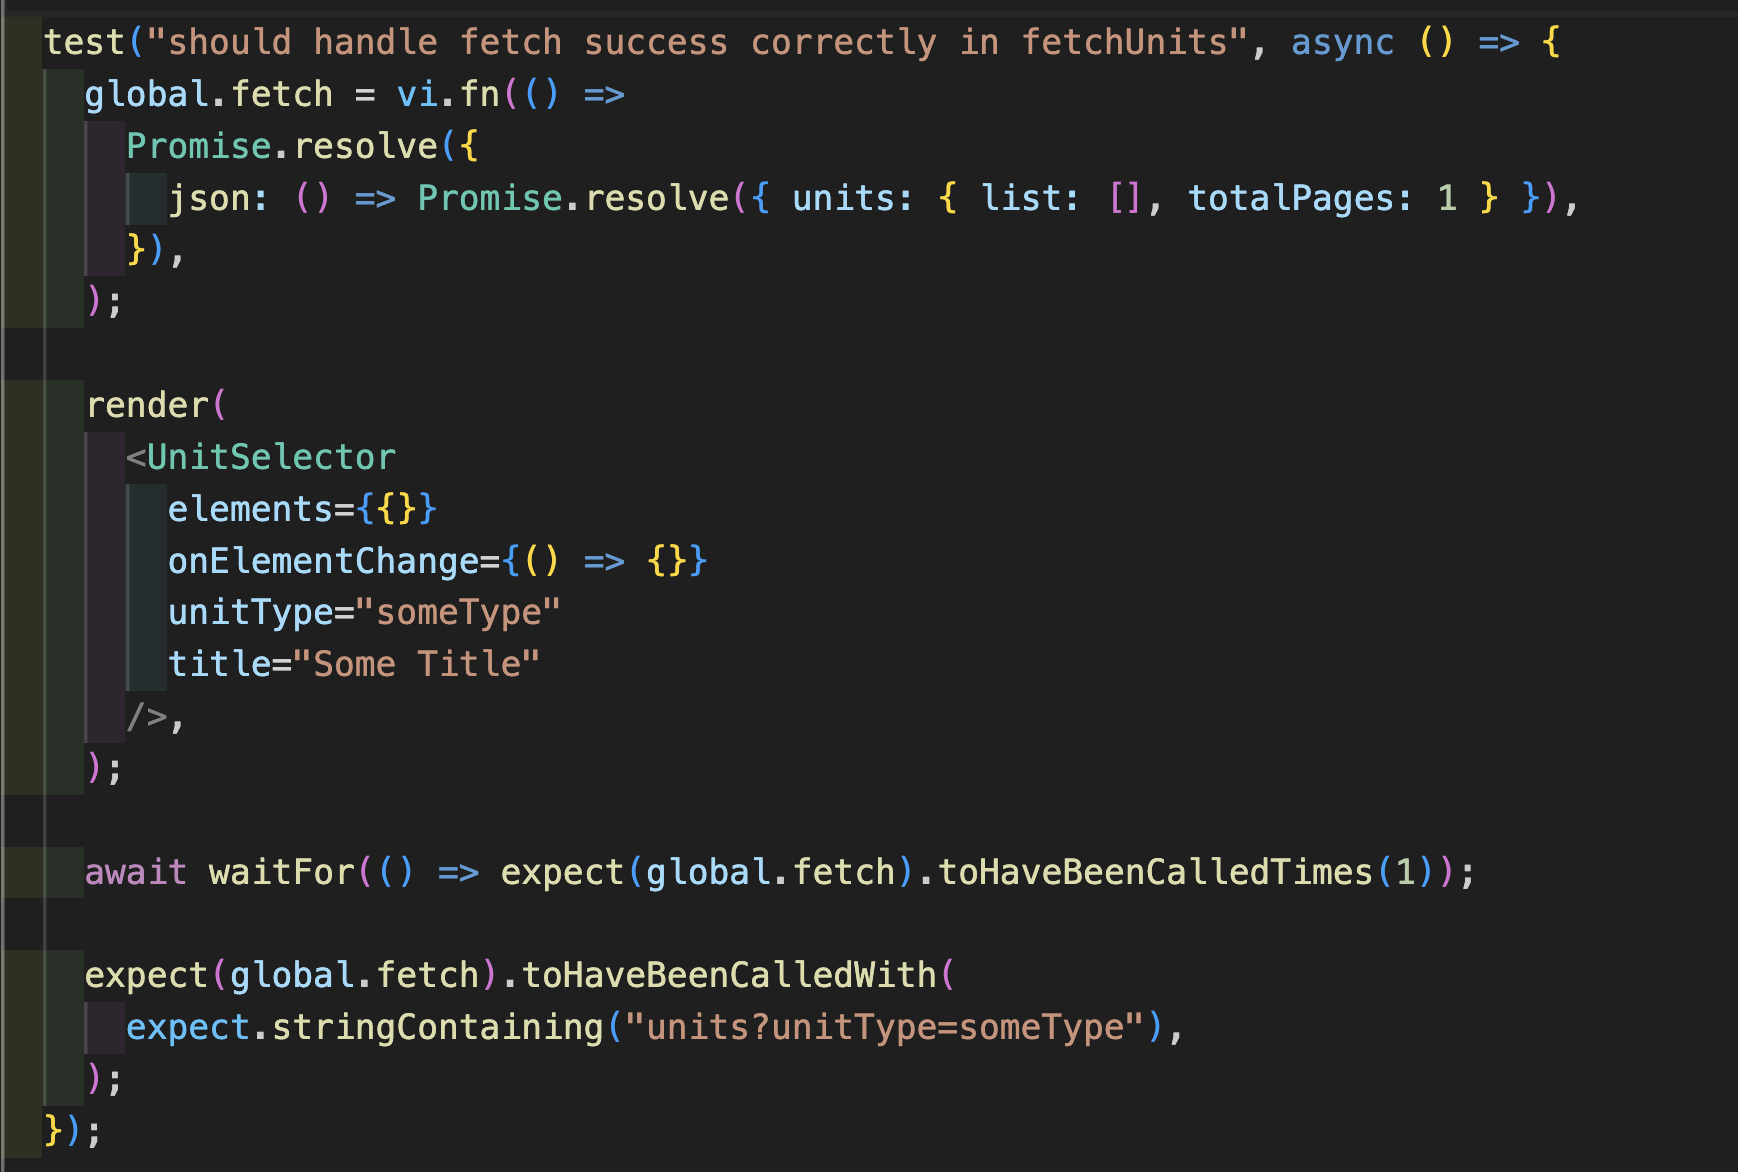 test("should handle fetch success correctly in fetchUnits", async () => {
  global.fetch = vi.fn(() =>
    Promise.resolve({
      json: () => Promise.resolve({ units: { list: [], totalPages: 1 } }),
    }),
  );

  render(
    <UnitSelector
      elements={{}}
      onElementChange={() => {}}
      unitType="someType"
      title="Some Title"
    />,
  );

  await waitFor(() => expect(global.fetch).toHaveBeenCalledTimes(1));

  expect(global.fetch).toHaveBeenCalledWith(
    expect.stringContaining("units?unitType=someType"),
  );
});